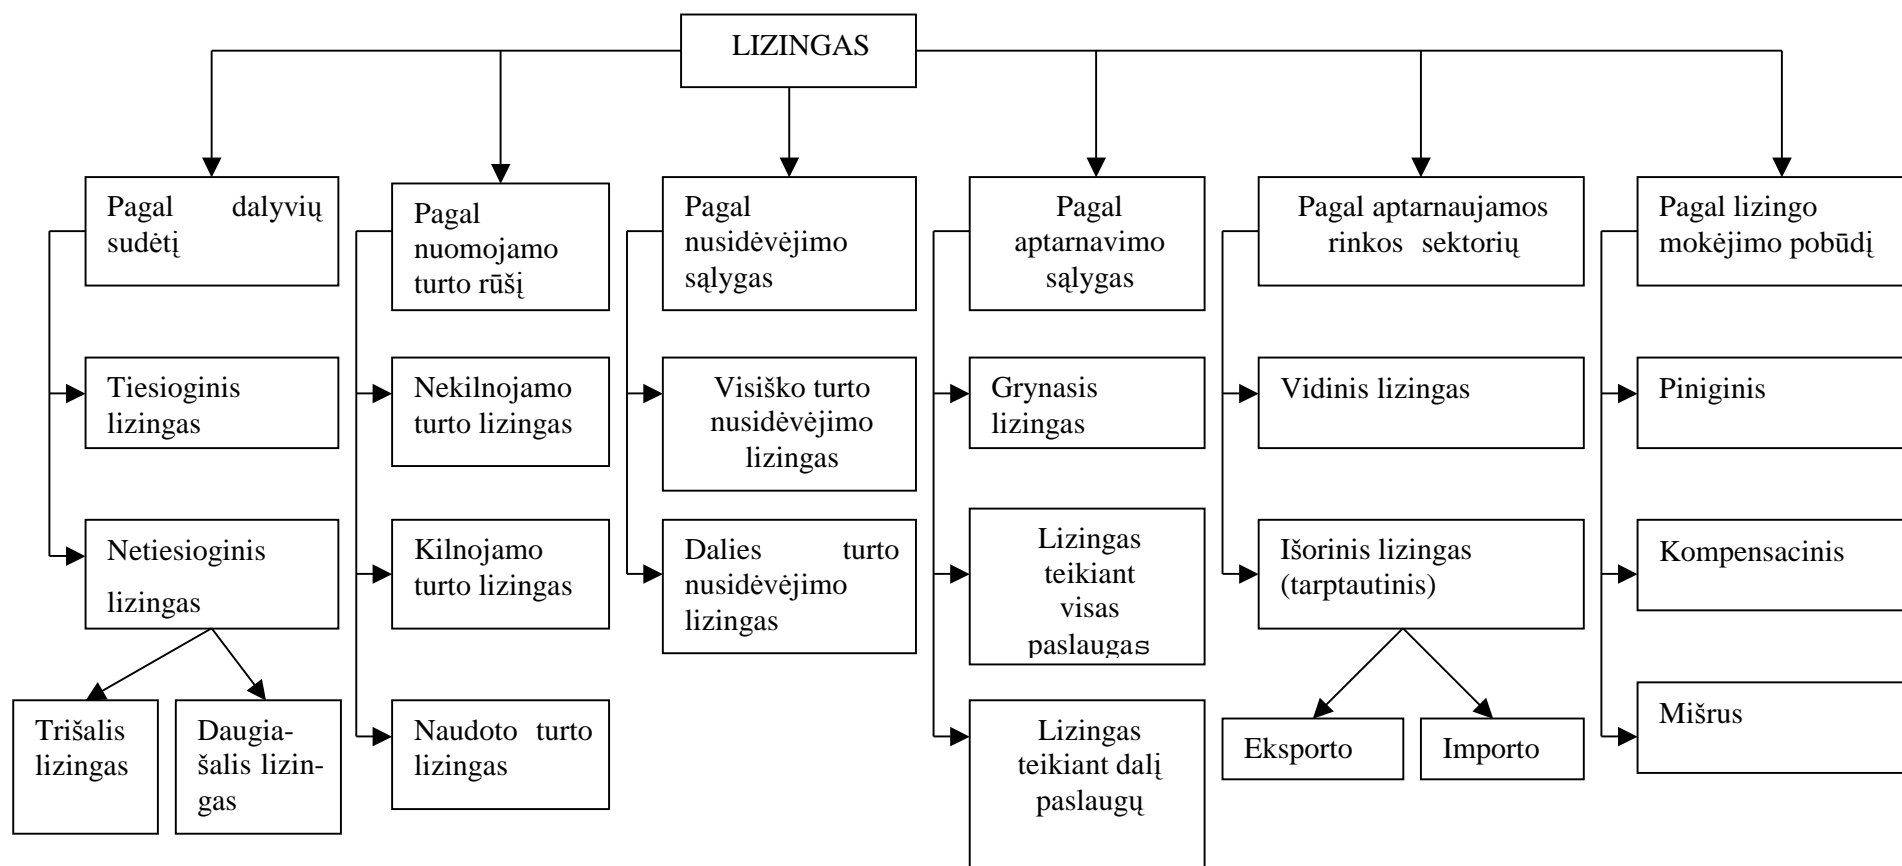 LIZINGAS
Pagal dalyvių
sudėtį
Pagal
nuomojamo
turto rūšį
Pagal
nusidėvėjimo
sąlygas
Pagal
aptarnavimo
sąlygas
Pagal aptarnaujamos
rinkos sektorių
Pagal lizingo
mokėjimo pobūdį
Tiesioginis
lizingas
Nekilnojamo
turto lizingas
Visiško turto
nusidėvėjimo
lizingas
Grynasis
lizingas
Vidinis lizingas
Piniginis
Netiesioginis
lizingas
Kilnojamo
turto lizingas
Dalies turto
nusidėvėjimo
lizingas
Lizingas
teikiant
visas
paslaugas
Išorinis lizingas
(tarptautinis)
Kompensacinis
Trišalis
lizingas
Daugia-
šalis lizin-
gas
Naudoto turto
lizingas
Lizingas
teikiant dalį
paslaugų
Eksporto
Importo
Mišrus